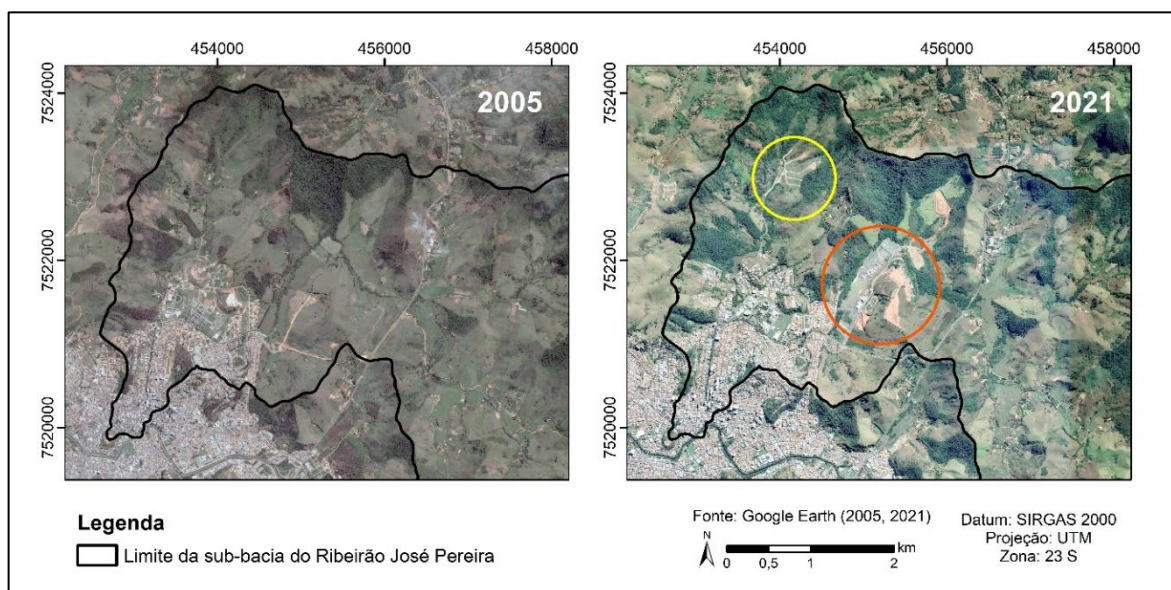 454000 456000 458000
454000 456000 458000
2005
2021
7524000
7522000
7520000
7524000
7522000
7520000
Legenda
Limite da sub-bacia do Ribeirão José Pereira
Fonte: Google Earth (2005, 2021)
N
km
0 0,5 1 2
Datum: SIRGAS 2000
Projeção: UTM
Zona: 23 S